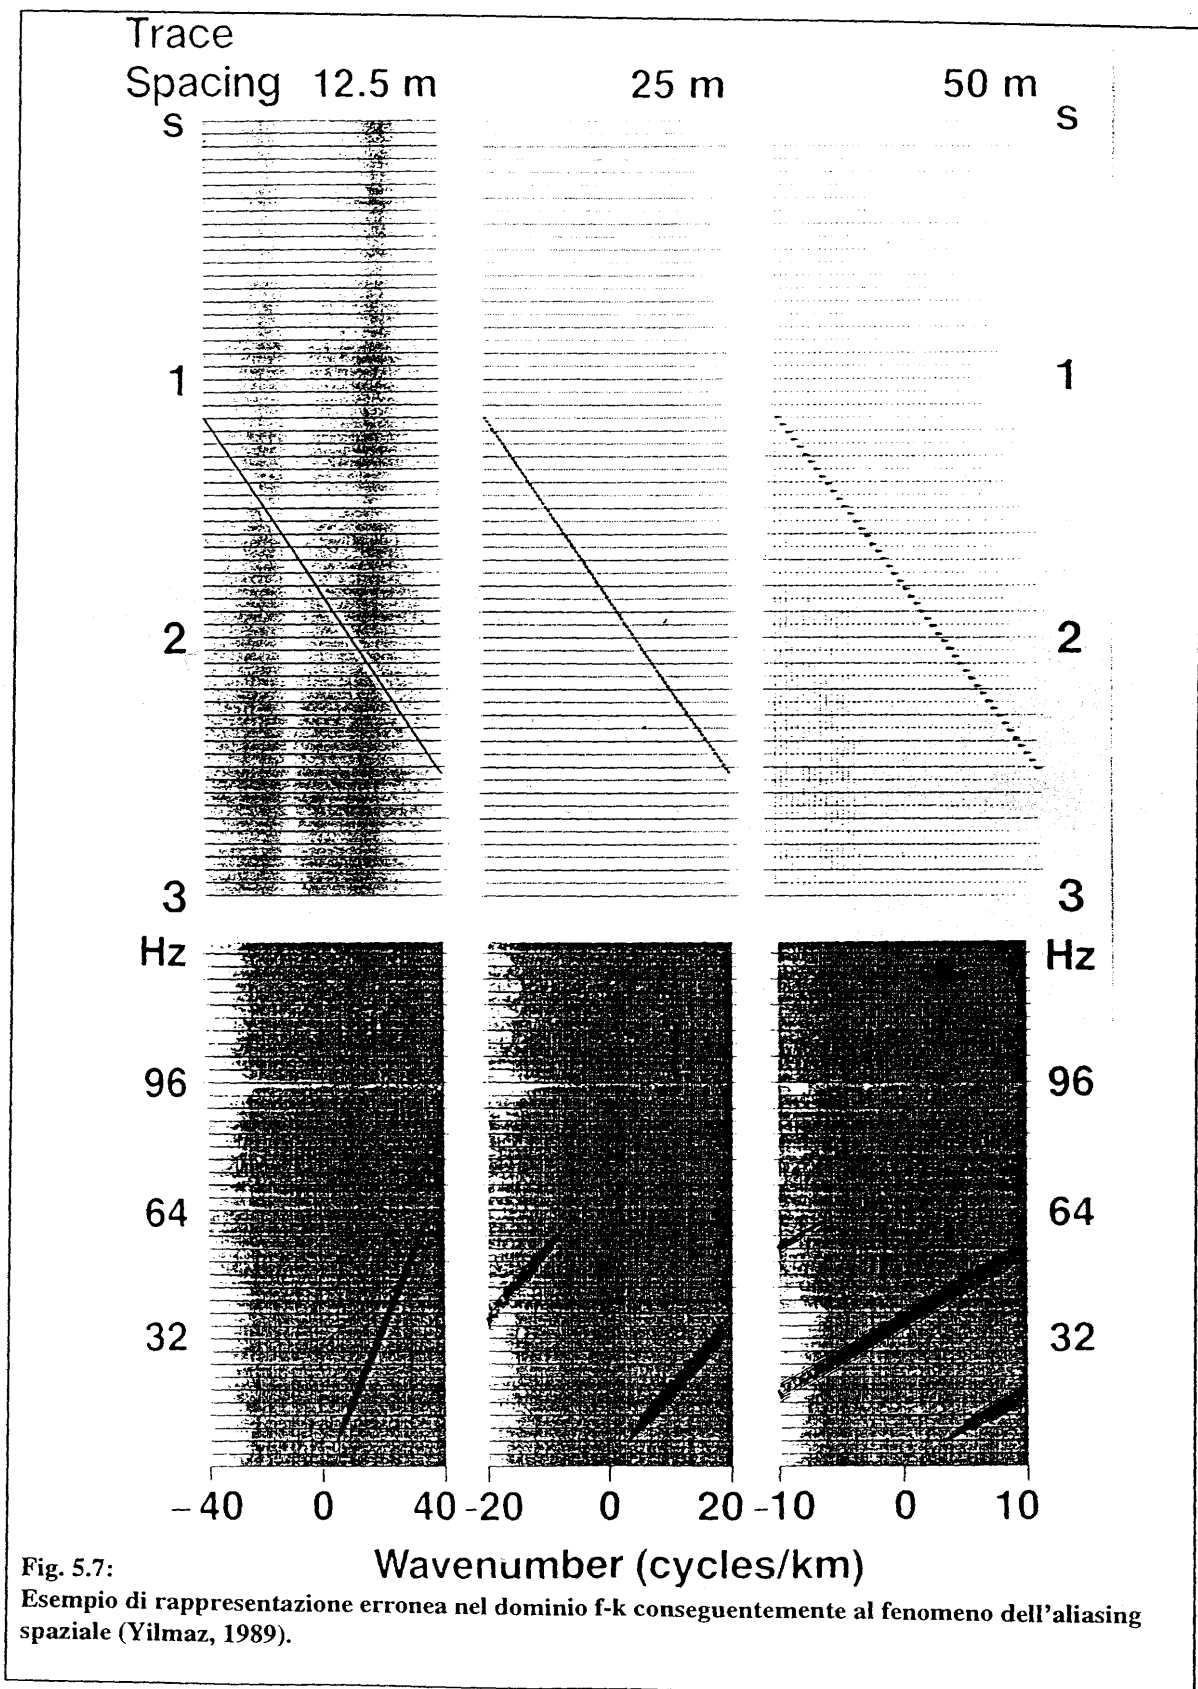 Trace
Spacing 12.5 m 25 m 50 m
s s
1 1
2 2
3 3
Hz Hz
96 96
64 64
32 32
-40 0 40 -20 0 20 -10 0 10
Wavenumber (cycles/km)
Fig. 5.7:
Esempio di rappresentazione erronea nel dominio f-k conseguentemente al fenomeno dell'aliasing
spaziale (Yilmaz, 1989).